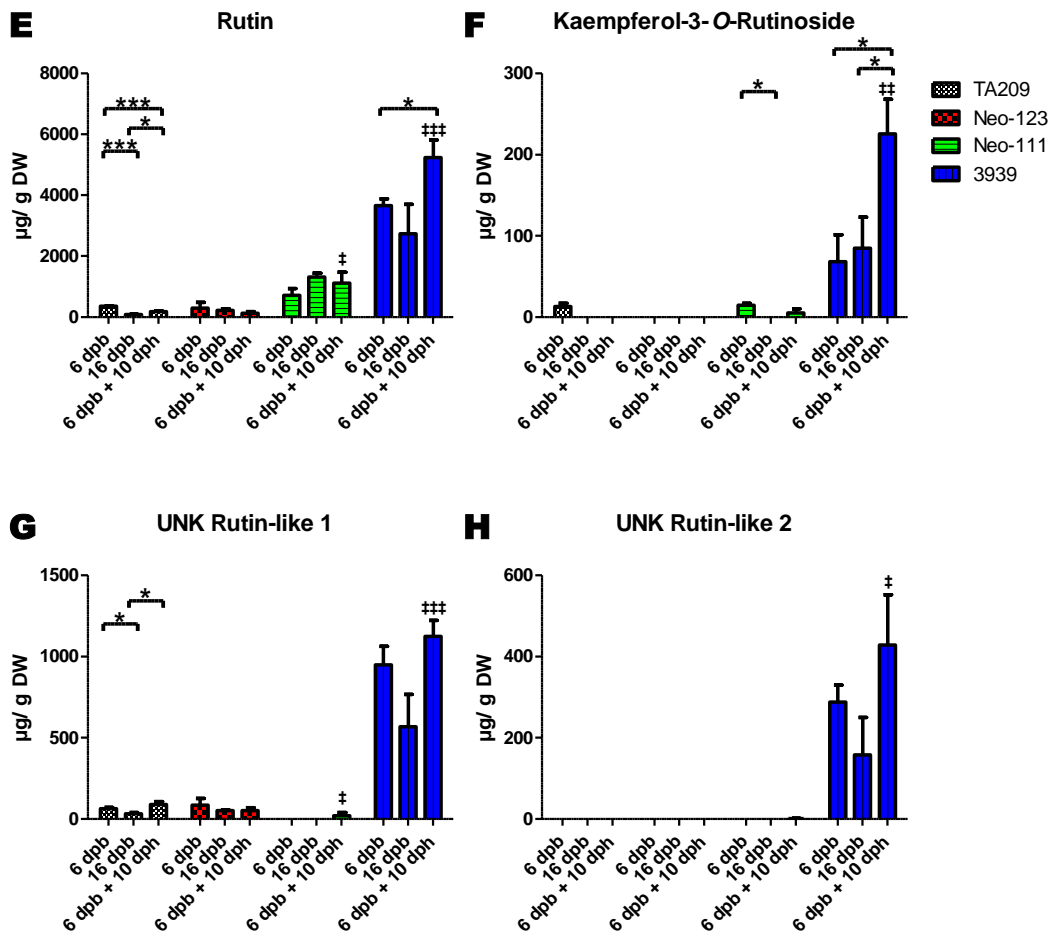 E Rutin
µg/ g DW
8000
6000
4000
2000
0
***
*
***
‡
*
‡‡‡
6 dpb
16 dpb
6 dpb + 10 dph
6 dpb
16 dpb
6 dpb + 10 dph
6 dpb
16 dpb
6 dpb + 10 dph
6 dpb
16 dpb
6 dpb + 10 dph
F Kaempferol-3-O-Rutinoside
µg/ g DW
300
200
100
0
*
*
*
‡‡
6 dpb
16 dpb
6 dpb + 10 dph
6 dpb
16 dpb
6 dpb + 10 dph
6 dpb
16 dpb
6 dpb + 10 dph
6 dpb
16 dpb
6 dpb + 10 dph
TA209
Neo-123
Neo-111
3939
G UNK Rutin-like 1
µg/ g DW
1500
1000
500
0
*
*
‡
‡‡‡
6 dpb
16 dpb
6 dpb + 10 dph
6 dpb
16 dpb
6 dpb + 10 dph
6 dpb
16 dpb
6 dpb + 10 dph
6 dpb
16 dpb
6 dpb + 10 dph
H UNK Rutin-like 2
µg/ g DW
600
400
200
0
‡
6 dpb
16 dpb
6 dpb + 10 dph
6 dpb
16 dpb
6 dpb + 10 dph
6 dpb
16 dpb
6 dpb + 10 dph
6 dpb
16 dpb
6 dpb + 10 dph